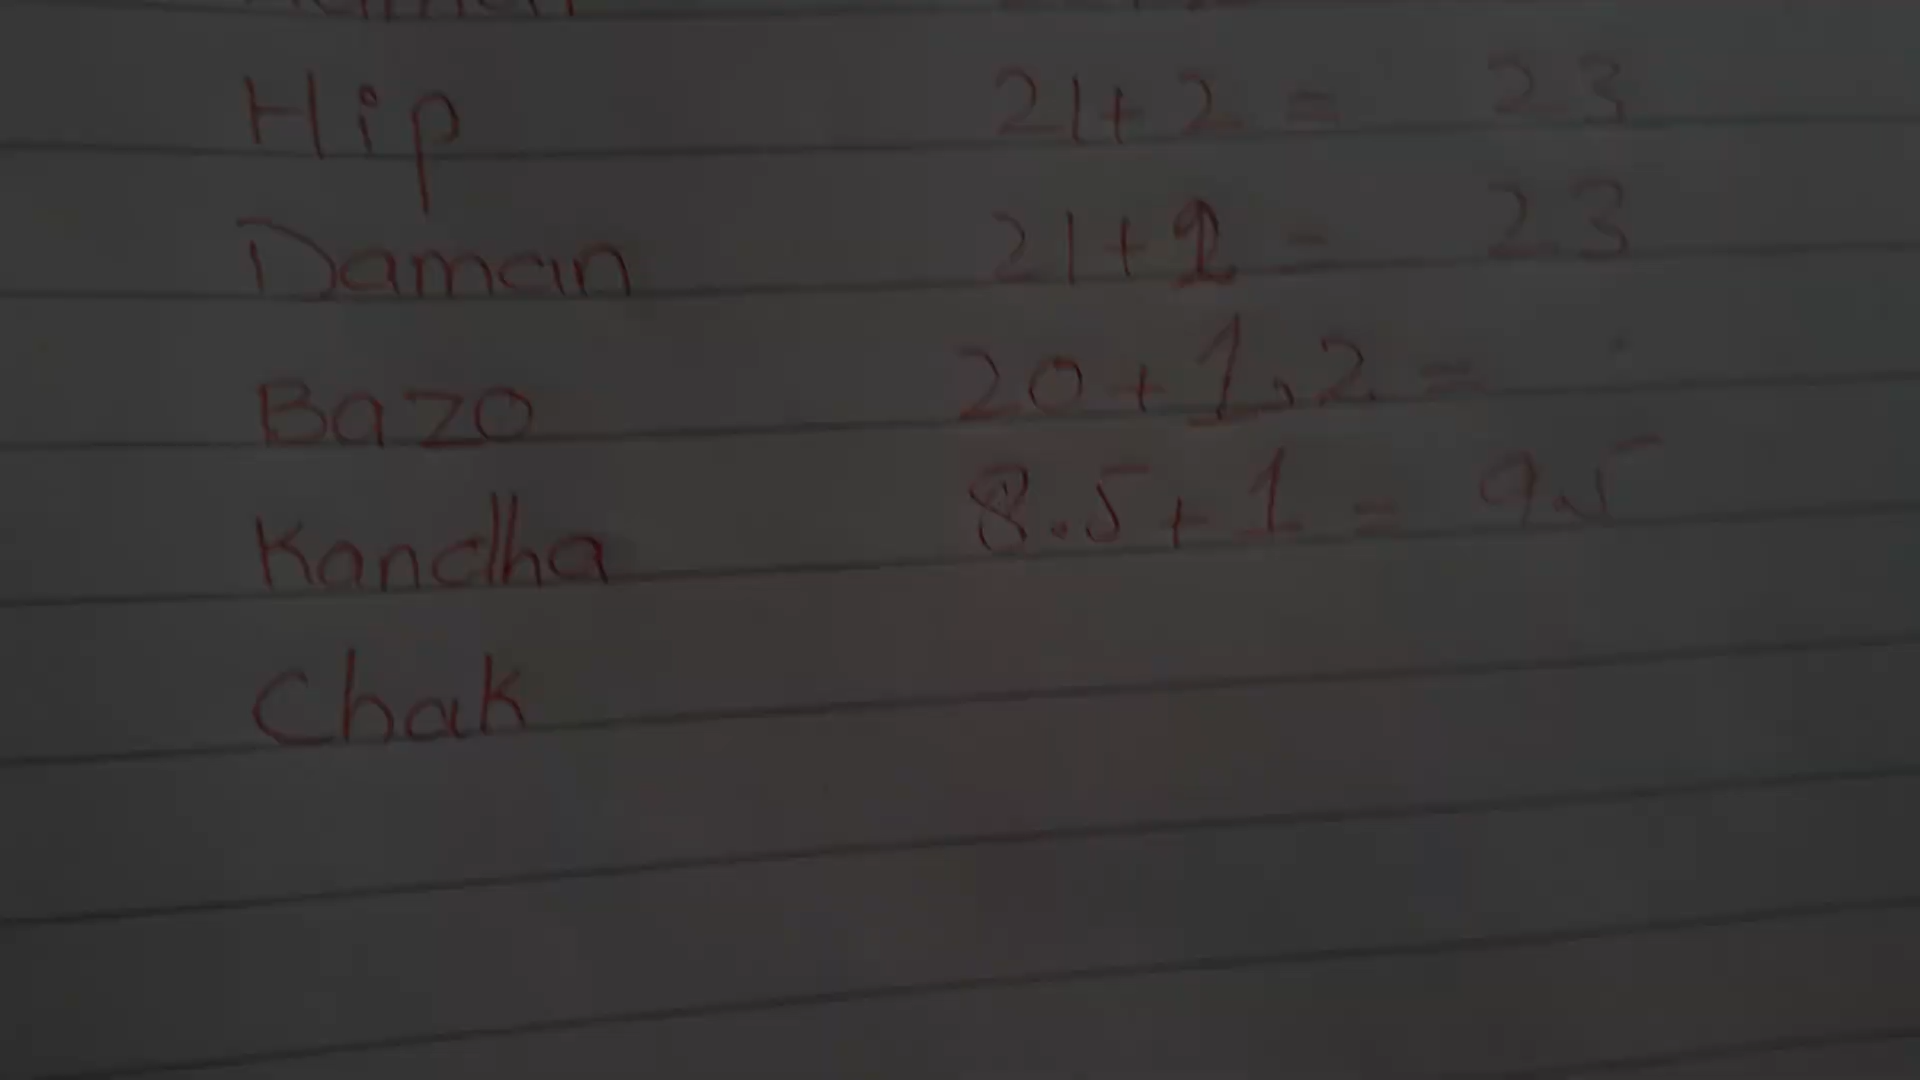 Hip 21+2 = 23
Daman 21+2 = 23
Bazo 20+1,2 =
Kandha 8.5+1 = 9.5
Chak